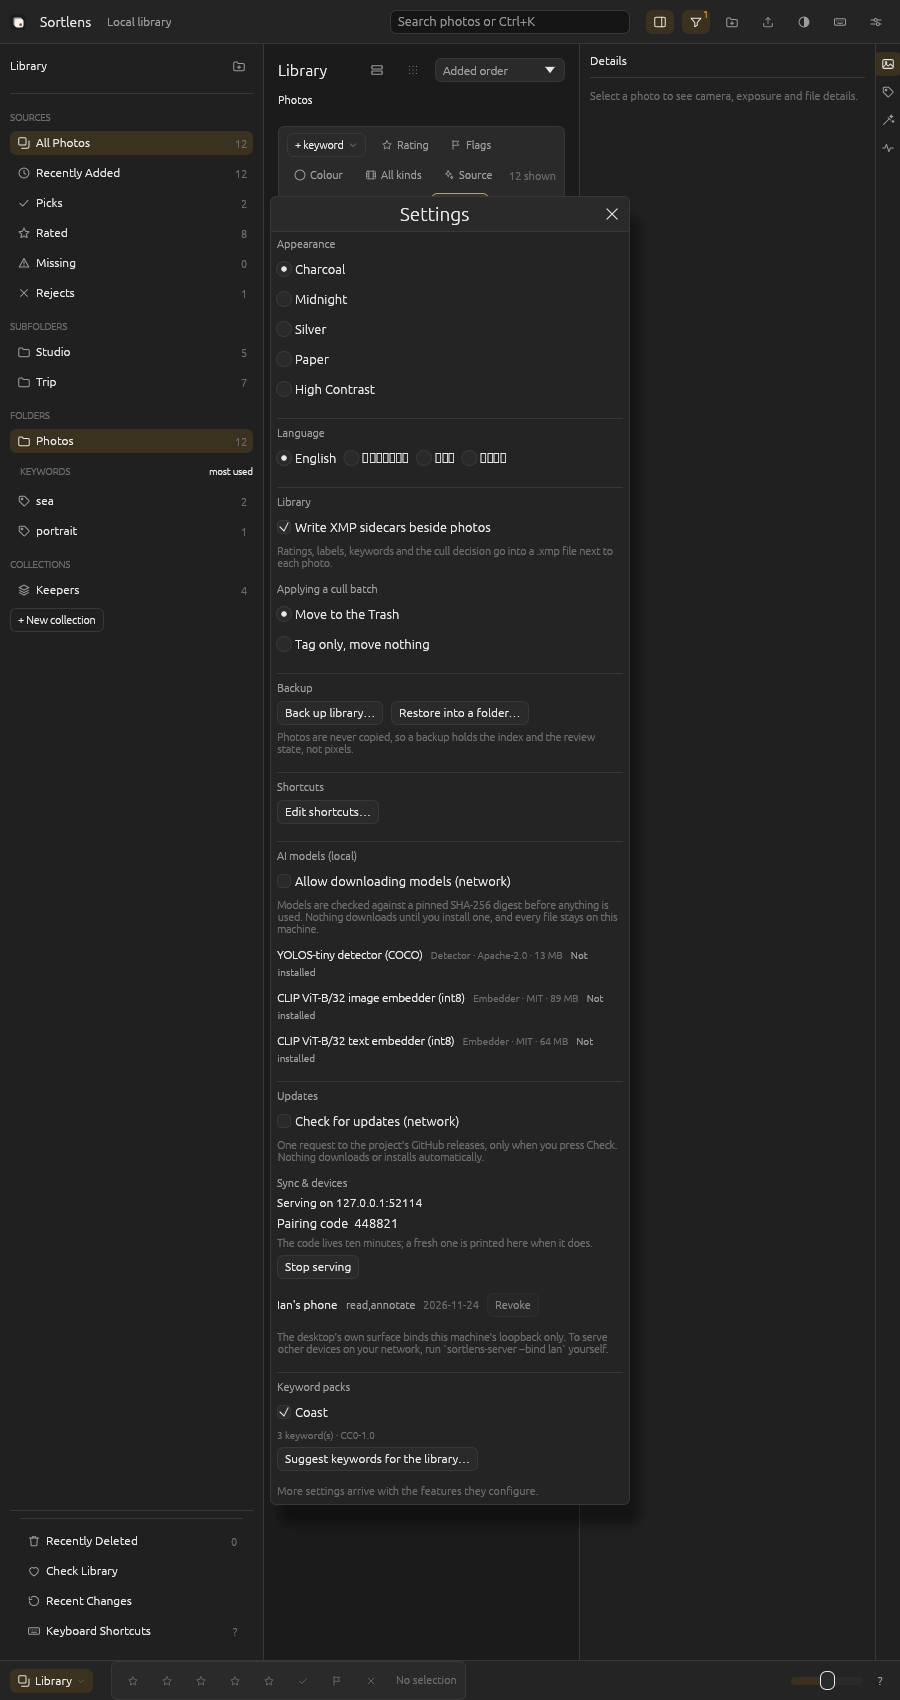 Sortlens Local library
Search photos or Ctrl+K
1
Library
SOURCES
All Photos 12
Recently Added 12
Picks 2
Rated 8
Missing 0
Rejects 1
SUBFOLDERS
Studio 5
Trip 7
FOLDERS
Photos 12
KEYWORDS most used
sea 2
portrait 1
COLLECTIONS
Keepers 4
+ New collection
Recently Deleted 0
Check Library
Recent Changes
Keyboard Shortcuts ?
Library
Added order
Photos
+ keyword Rating Flags
Colour All kinds Source 12 shown
Settings
Appearance
Charcoal
Midnight
Silver
Paper
High Contrast
Language
English
Library
Write XMP sidecars beside photos
Ratings, labels, keywords and the cull decision go into a .xmp file next to
each photo.
Applying a cull batch
Move to the Trash
Tag only, move nothing
Backup
Back up library... Restore into a folder...
Photos are never copied, so a backup holds the index and the review
state, not pixels.
Shortcuts
Edit shortcuts...
AI models (local)
Allow downloading models (network)
Models are checked against a pinned SHA-256 digest before anything is
used. Nothing downloads until you install one, and every file stays on this
machine.
YOLOS-tiny detector (COCO) Detector · Apache-2.0 · 13 MB Not
installed
CLIP ViT-B/32 image embedder (int8) Embedder · MIT · 89 MB Not
installed
CLIP ViT-B/32 text embedder (int8) Embedder · MIT · 64 MB Not
installed
Updates
Check for updates (network)
One request to the project's GitHub releases, only when you press Check.
Nothing downloads or installs automatically.
Sync & devices
Serving on 127.0.0.1:52114
Pairing code 448821
The code lives ten minutes; a fresh one is printed here when it does.
Stop serving
Ian's phone read,annotate 2026-11-24 Revoke
The desktop's own surface binds this machine's loopback only. To serve
other devices on your network, run `sortlens-server --bind lan` yourself.
Keyword packs
Coast
3 keyword(s) · CC0-1.0
Suggest keywords for the library...
More settings arrive with the features they configure.
Details
Select a photo to see camera, exposure and file details.
Library
No selection
?